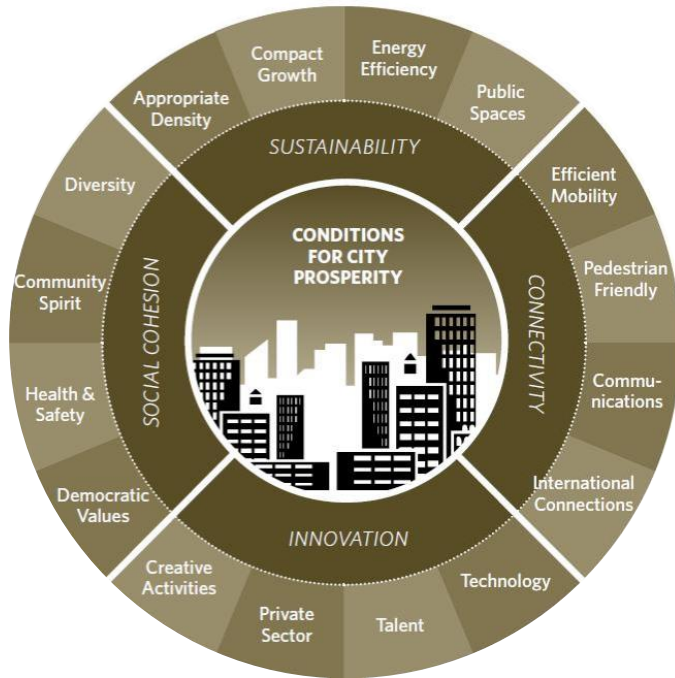 CONDITIONS
FOR CITY
PROSPERITY
SUSTAINABILITY
Appropriate
Density
Compact
Growth
Energy
Efficiency
Public
Spaces
CONNECTIVITY
Efficient
Mobility
Pedestrian
Friendly
Commu-
nications
International
Connections
INNOVATION
Technology
Talent
Private
Sector
Creative
Activities
SOCIAL COHESION
Democratic
Values
Health &
Safety
Community
Spirit
Diversity